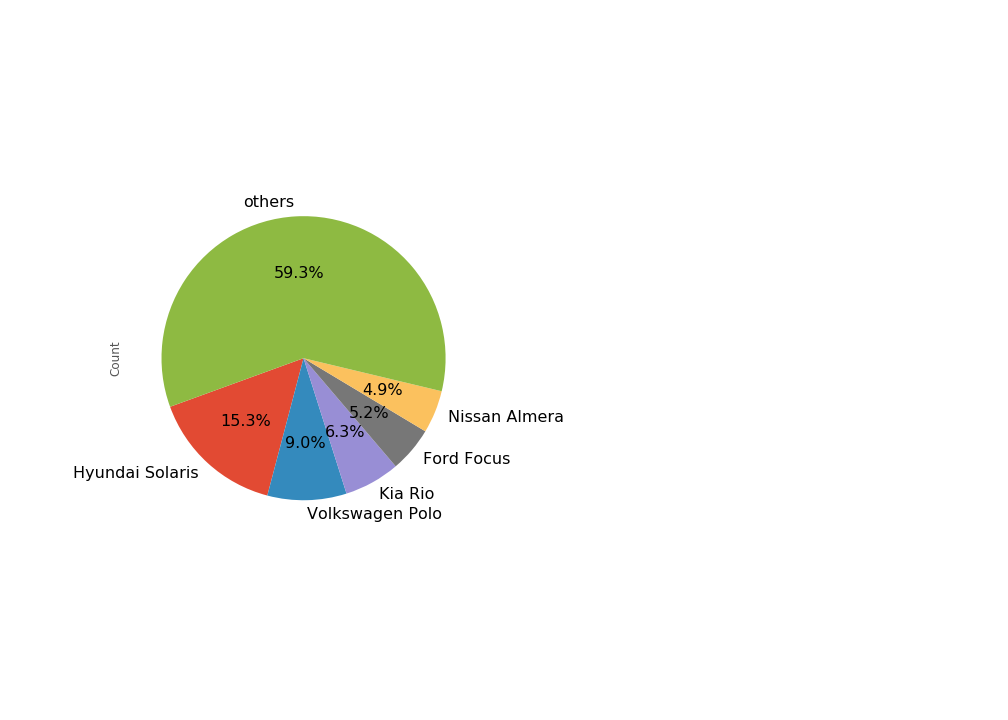 others
59.3%
Count
4.9%
5.2%
Nissan Almera
15.3%
6.3%
9.0%
Ford Focus
Hyundai Solaris
Kia Rio
Volkswagen Polo